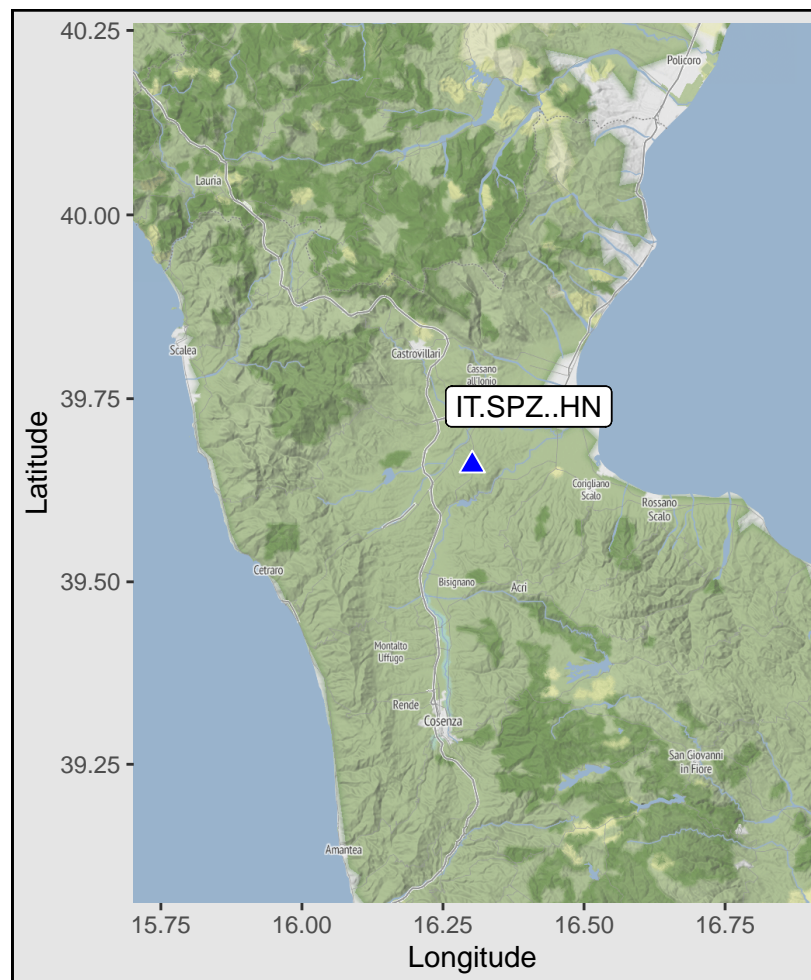 40.25
Policoro
Lauria
40.00
Scalea
Castrovillari
Cassano
all'Ionio
39.75
IT.SPZ..HN
Latitude
Corigliano
Scalo
Rossano
Scalo
Cetraro
39.50
Bisignano
Acri
Montalto
Uffugo
Rende
Cosenza
39.25
San Giovanni
in Fiore
Amantea
15.75
16.00
16.25
16.50
16.75
Longitude